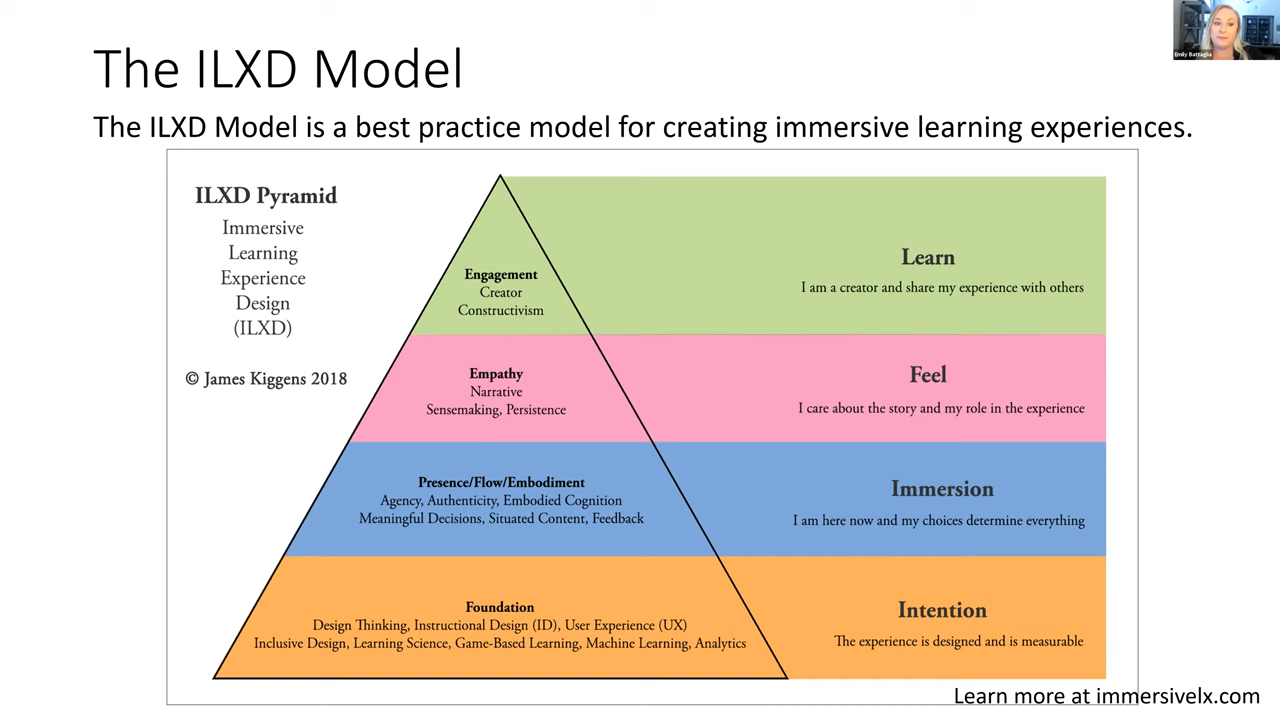 The ILXD Model
Emily Battaglia
The ILXD Model is a best practice model for creating immersive learning experiences.
ILXD Pyramid
Immersive
Learning
Experience
Design
(ILXD)
© James Kiggens 2018
Engagement
Creator
Constructivism
Learn
I am a creator and share my experience with others
Empathy
Narrative
Sensemaking, Persistence
Feel
I care about the story and my role in the experience
Presence/Flow/Embodiment
Agency, Authenticity, Embodied Cognition
Meaningful Decisions, Situated Content, Feedback
Immersion
I am here now and my choices determine everything
Foundation
Design Thinking, Instructional Design (ID), User Experience (UX)
Inclusive Design, Learning Science, Game-Based Learning, Machine Learning, Analytics
Intention
The experience is designed and is measurable
Learn more at immersivelx.com